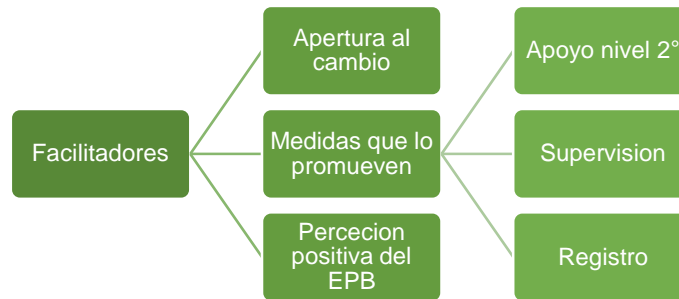 Facilitadores
Apertura al
cambio
Medidas que lo
promueven
Percecion
positiva del
EPB
Apoyo nivel 2°
Supervision
Registro